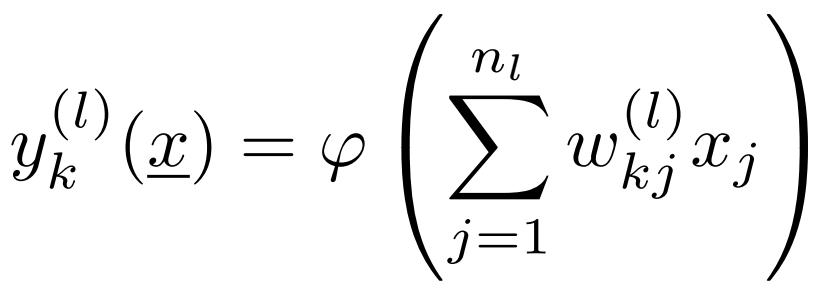 y_k^{(l)}(\underline{x}) = \varphi\left(\sum_{j=1}^{n_l} w_{kj}^{(l)} x_j\right)